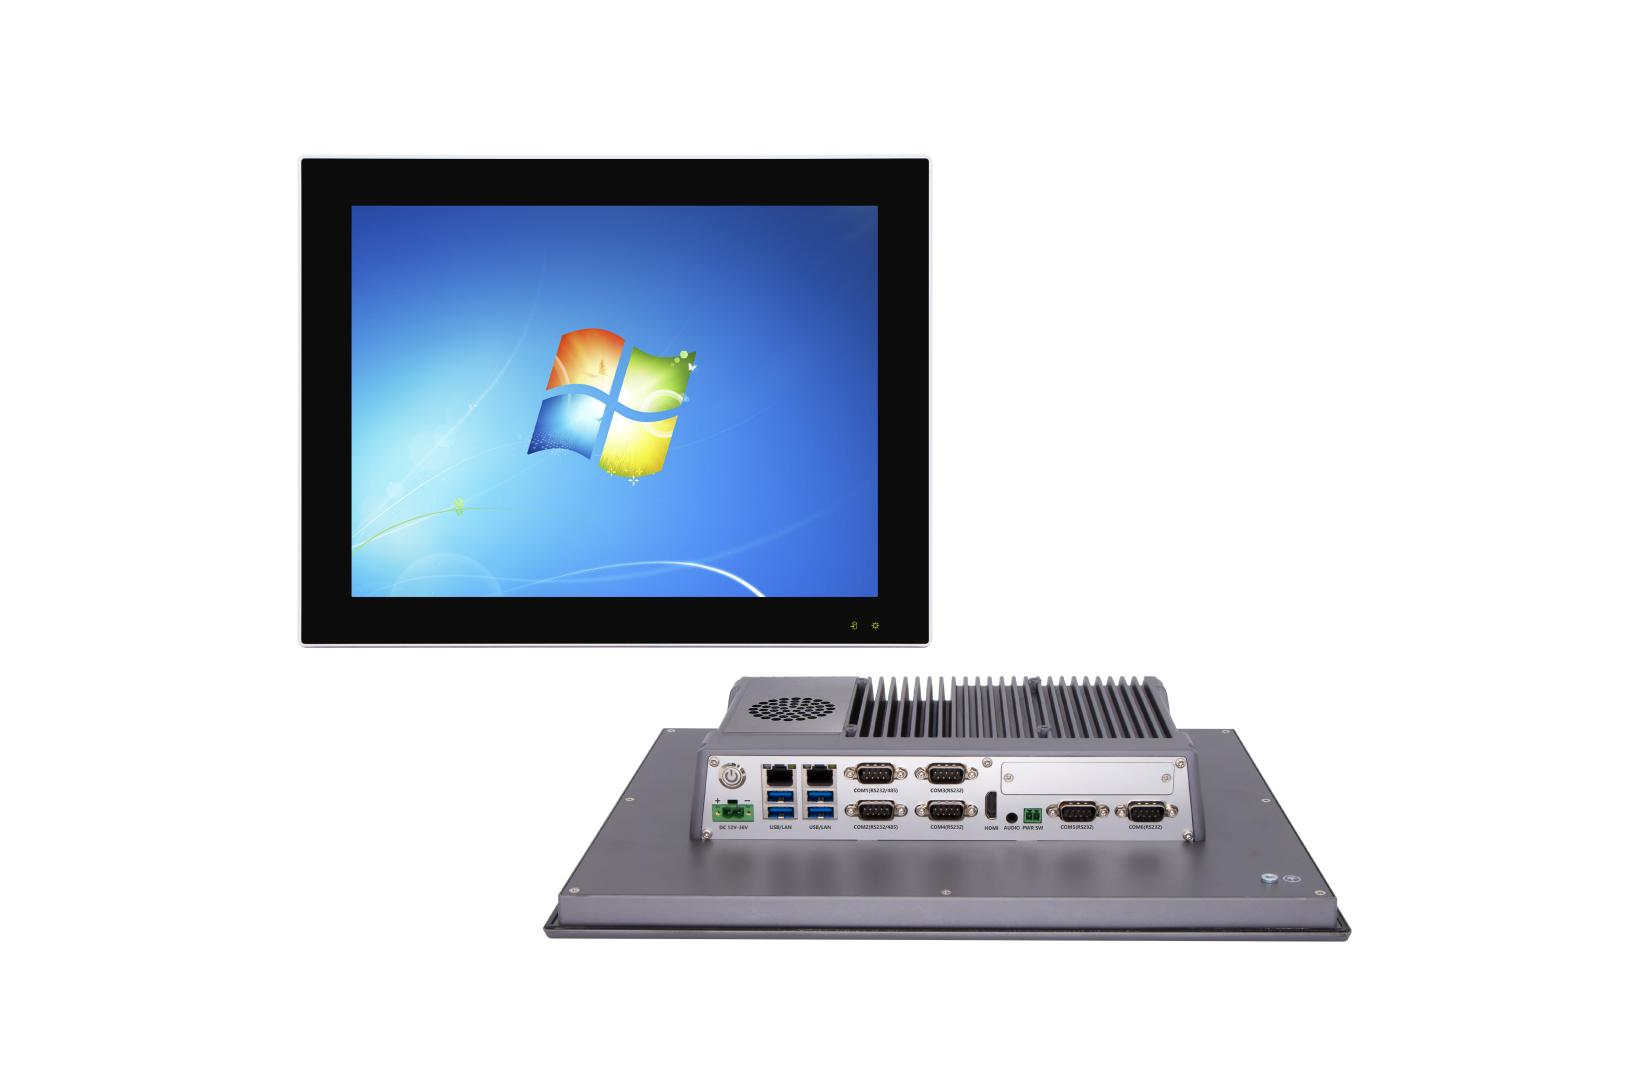 COM1(RS232/485)
COM3(RS232)
+ −
DC 12V-36V
USB/LAN
USB/LAN
COM2(RS232/485)
COM4(RS232)
HDMI
AUDIO
PWR SW
COM5(RS232)
COM6(RS232)